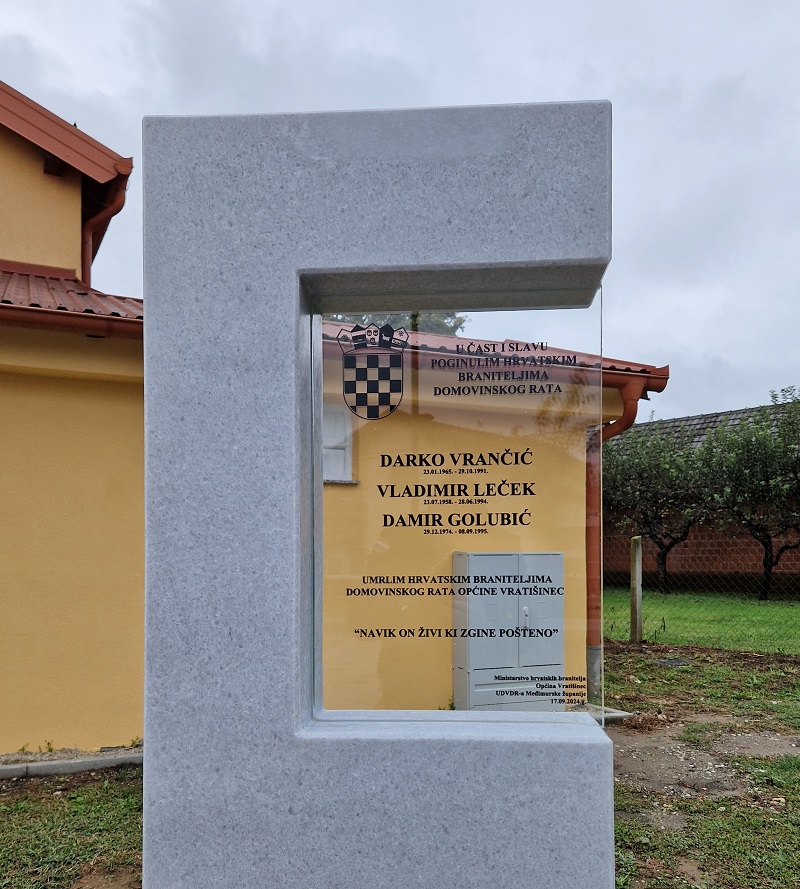 U ČAST I SLAVU
POGINULIM HRVATSKIM
BRANITELJIMA
DOMOVINSKOG RATA
DARKO VRANČIĆ
23.01.1965. - 29.10.1991.
VLADIMIR LEČEK
23.07.1958. - 28.06.1994.
DAMIR GOLUBIĆ
29.12.1974. - 08.09.1995.
UMRLIM HRVATSKIM BRANITELJIMA
DOMOVINSKOG RATA OPĆINE VRATIŠINEC
“NAVIK ON ŽIVI KI ZGINE POŠTENO”
Ministarstvo hrvatskih branitelja
Općina Vratišinec
UDVDR-a Međimurske županije
17.09.2024.g.